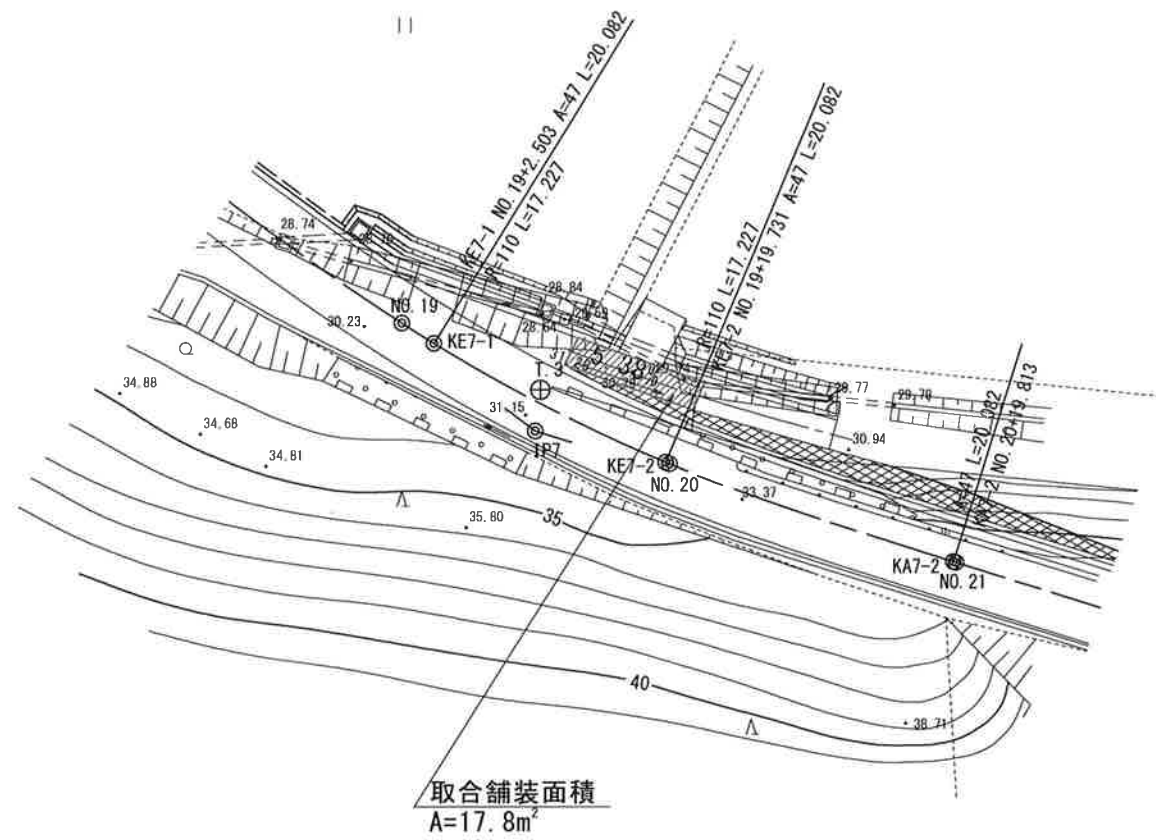 KE7-1 NO.19+2.503 A=47 L=20.082
R=110 L=17.227
R=110 L=17.227
KE7-2 NO.19+19.731 A=47 L=20.082
A=47 L=20.082
NO.20+19.813
28.74
28.84
28.64
NO.19
30.23
KE7-1
T.3
31.15
IP7
34.88
34.68
34.81
35
35.80
KE7-2
NO.20
33.37
29.77
29.78
30.94
KA7-2
NO.21
40
38.71
取合舗装面積
A=17.8m²